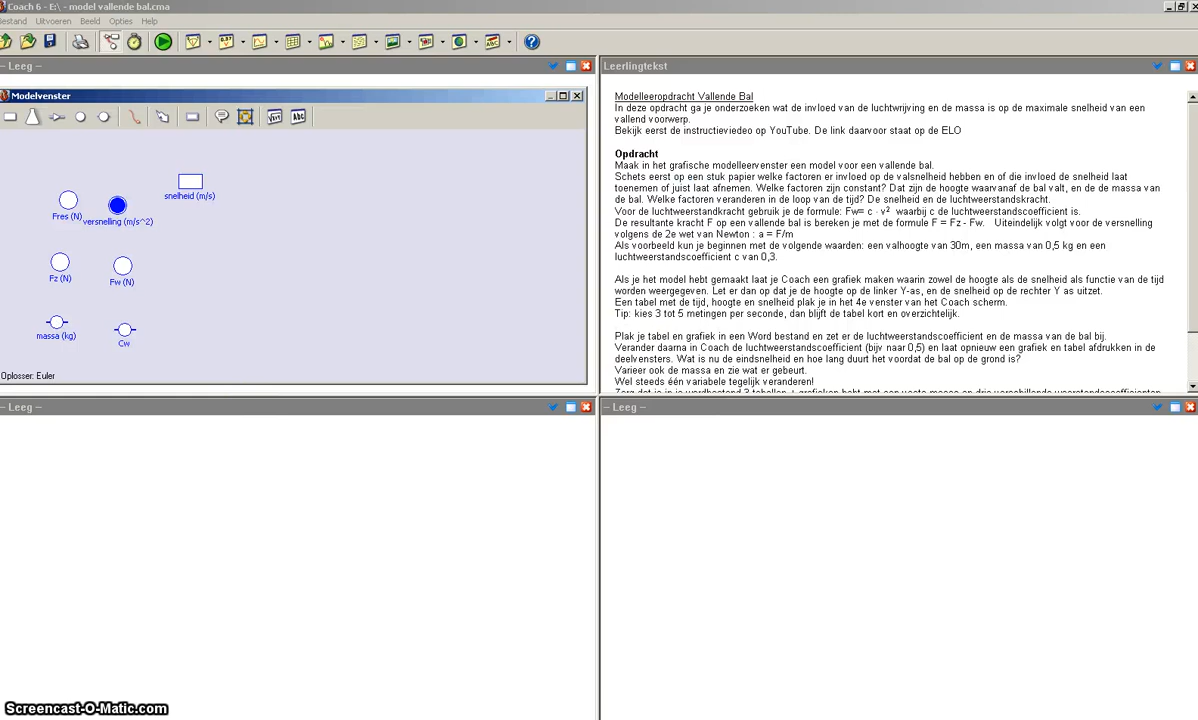 Coach 6 - E:\ - model vallende bal.cma
Bestand Uitvoeren Beeld Opties Help
-- Leeg --
Modelvenster
snelheid (m/s)
Fres (N)
versnelling (m/s^2)
Fz (N)
Fw (N)
massa (kg)
Cw
Oplosser: Euler
Leerlingtekst
Modelleeropdracht Vallende Bal
In deze opdracht ga je onderzoeken wat de invloed van de luchtwrijving en de massa is op de maximale snelheid van een
vallend voorwerp.
Bekijk eerst de instructieviedeo op YouTube. De link daarvoor staat op de ELO
Opdracht
Maak in het grafische modelleervenster een model voor een vallende bal.
Schets eerst op een stuk papier welke factoren er invloed op de valsnelheid hebben en of die invloed de snelheid laat
toenemen of juist laat afnemen. Welke factoren zijn constant? Dat zijn de hoogte waarvanaf de bal valt, en de de massa van
de bal. Welke factoren veranderen in de loop van de tijd? De snelheid en de luchtweerstandskracht.
Voor de luchtweerstandkracht gebruik je de formule: Fw= c · v² waarbij c de luchtweerstandscoefficient is.
De resultante kracht F op een vallende bal is bereken je met de formule F = Fz - Fw. Uiteindelijk volgt voor de versnelling
volgens de 2e wet van Newton : a = F/m
Als voorbeeld kun je beginnen met de volgende waarden: een valhoogte van 30m, een massa van 0,5 kg en een
luchtweerstandscoefficient c van 0,3.
Als je het model hebt gemaakt laat je Coach een grafiek maken waarin zowel de hoogte als de snelheid als functie van de tijd
worden weergegeven. Let er dan op dat je de hoogte op de linker Y-as, en de snelheid op de rechter Y as uitzet.
Een tabel met de tijd, hoogte en snelheid plak je in het 4e venster van het Coach scherm.
Tip: kies 3 tot 5 metingen per seconde, dan blijft de tabel kort en overzichtelijk.
Plak je tabel en grafiek in een Word bestand en zet er de luchtweerstandscoefficient en de massa van de bal bij.
Verander daarna in Coach de luchtweerstandscoefficient (bijv naar 0,5) en laat opnieuw een grafiek en tabel afdrukken in de
deelvensters. Wat is nu de eindsnelheid en hoe lang duurt het voordat de bal op de grond is?
Varieer ook de massa en zie wat er gebeurt.
Wel steeds één variabele tegelijk veranderen!
-- Leeg --
-- Leeg --
Screencast-O-Matic.com